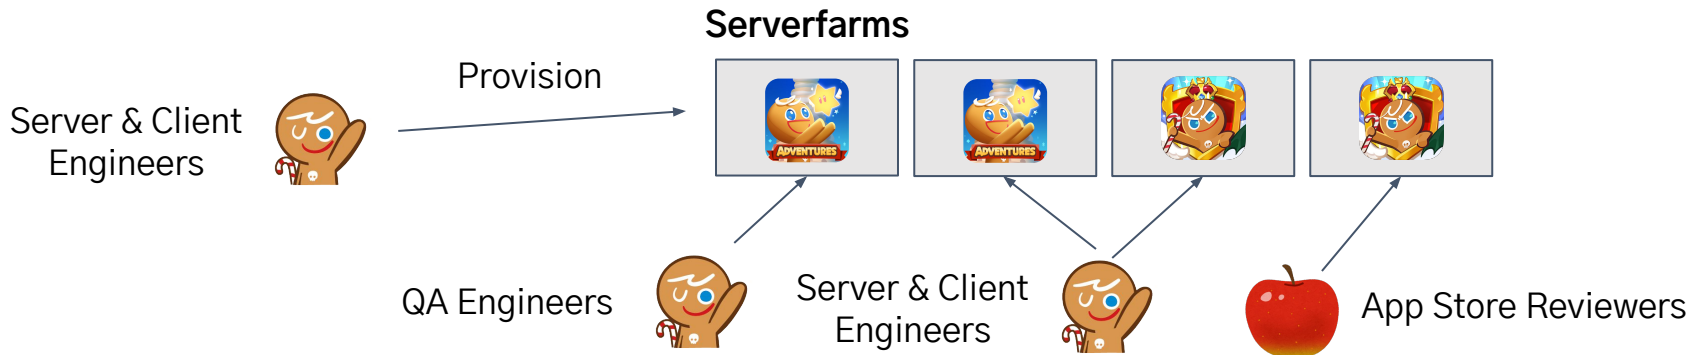 Serverfarms
Provision
Server & Client
Engineers
ADVENTURES
ADVENTURES
QA Engineers
Server & Client
Engineers
App Store Reviewers